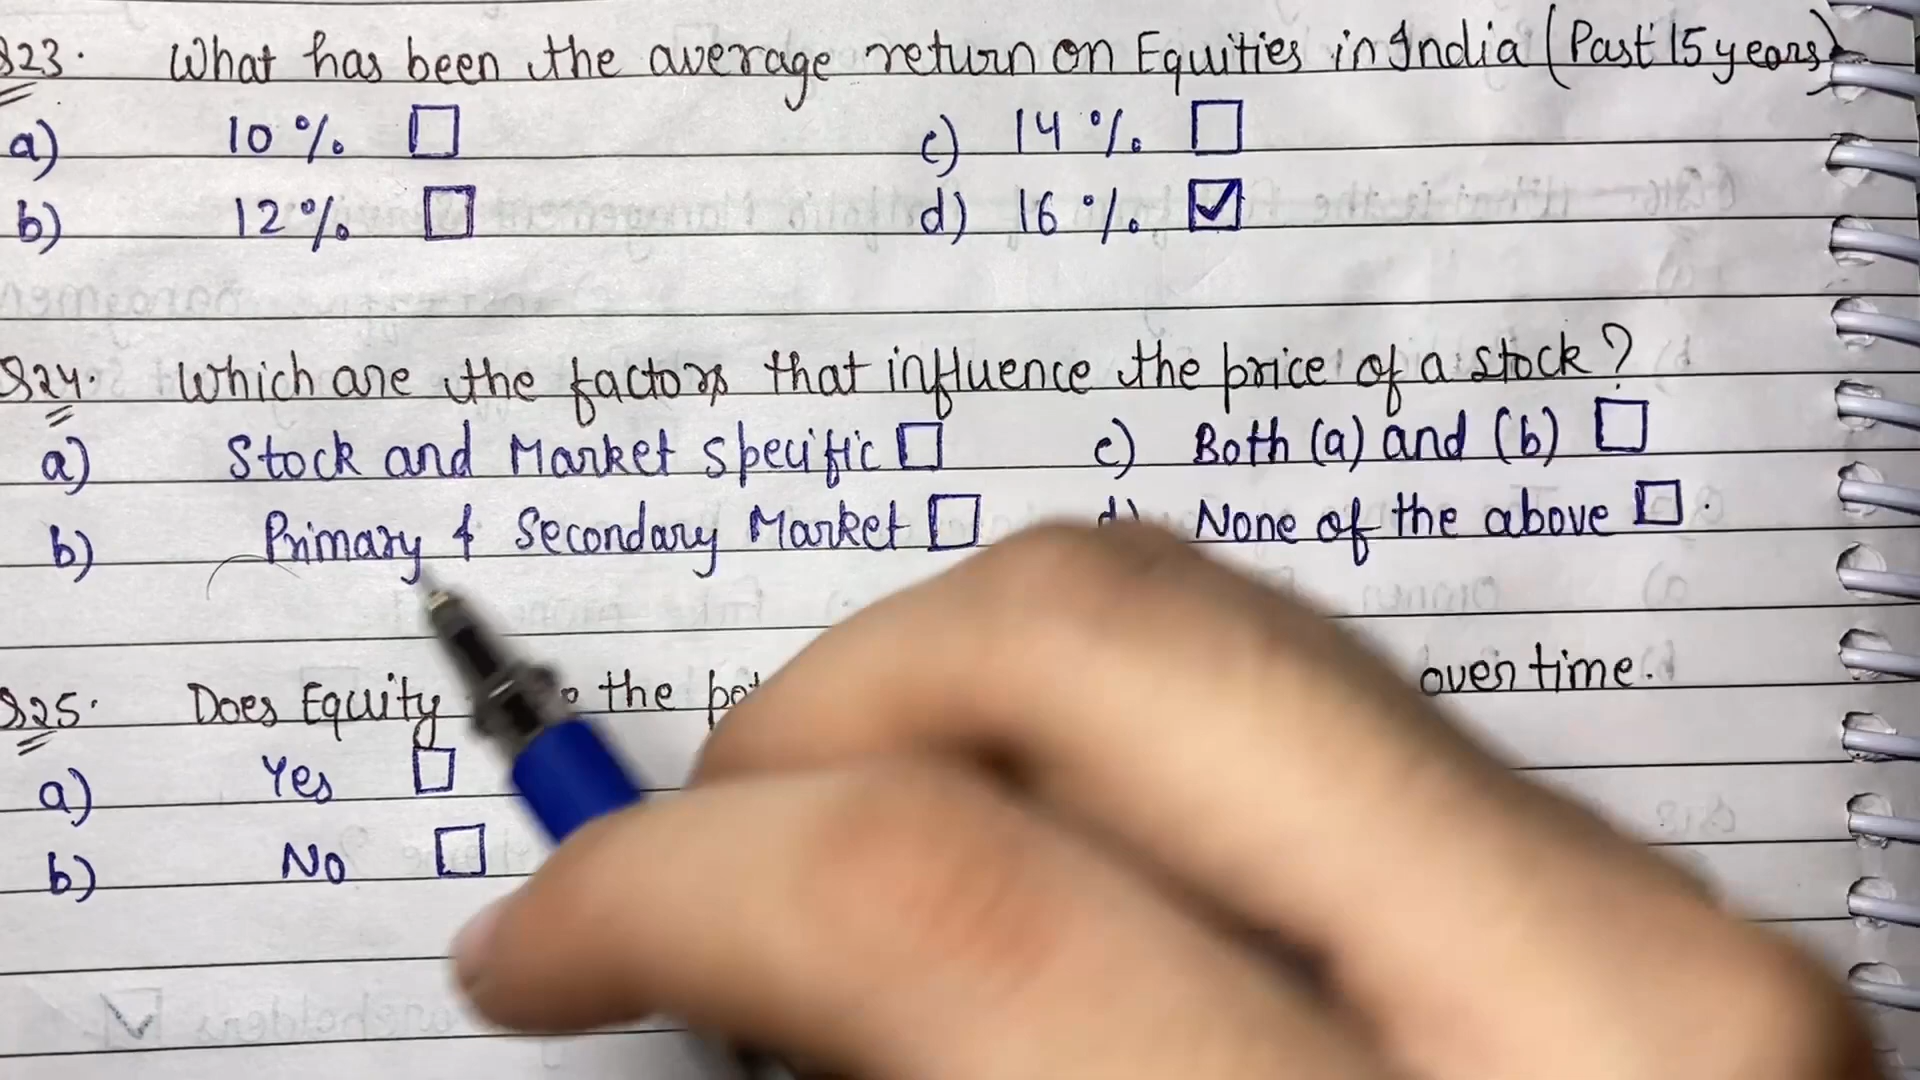 Q23. What has been the average return on Equities in India (Past 15 years)
a) 10 % c) 14 %
b) 12 % d) 16 %
Q24. Which are the factors that influence the price of a stock?
a) Stock and Market specific c) Both (a) and (b)
b) Primary & Secondary Market d) None of the above
Q25. Does Equity the over time.
a) Yes
b) No